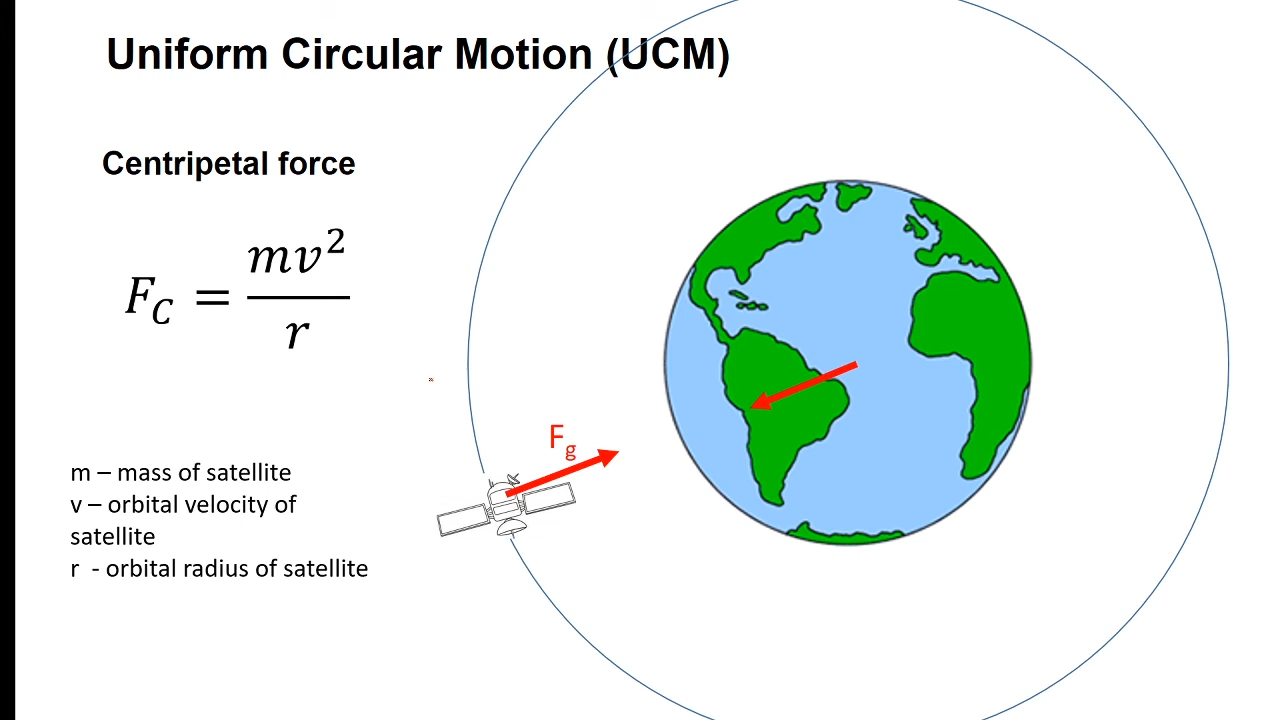 Uniform Circular Motion (UCM)
Centripetal force
F_C = mv²/r
F_g
m – mass of satellite
v – orbital velocity of
satellite
r - orbital radius of satellite